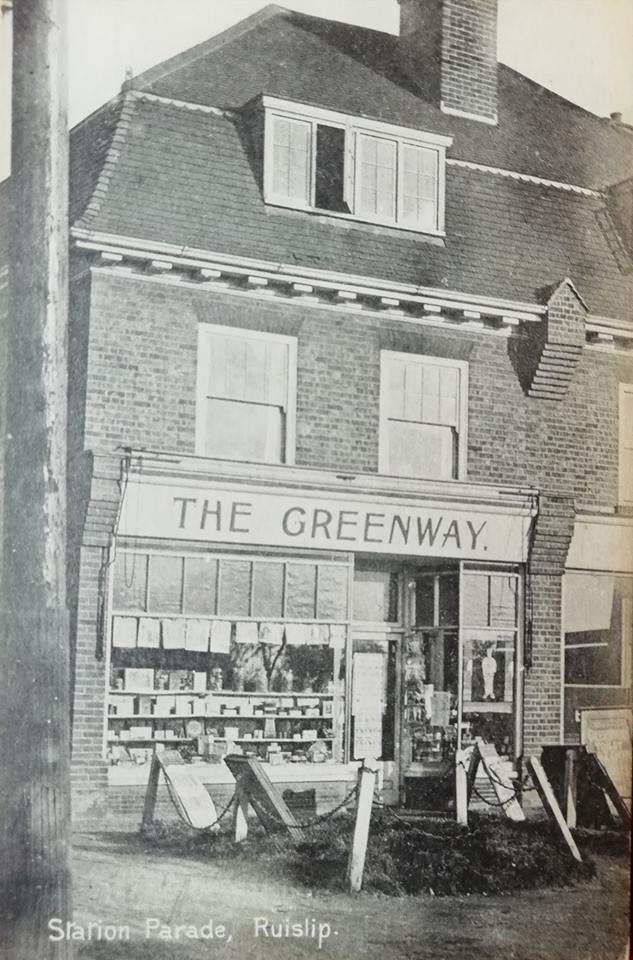 THE GREENWAY.
Station Parade, Ruislip.